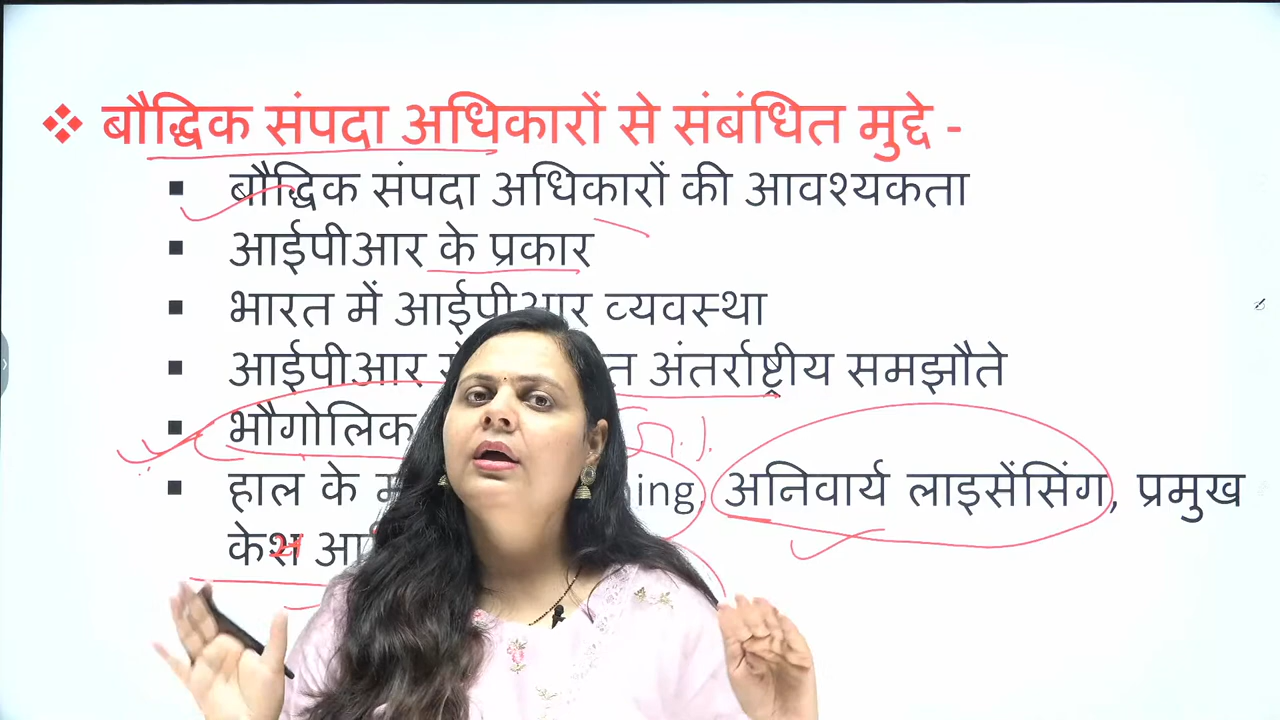 बौद्धिक संपदा अधिकारों से संबंधित मुद्दे -
बौद्धिक संपदा अधिकारों की आवश्यकता
आईपीआर के प्रकार
भारत में आईपीआर व्यवस्था
आईपीआर अंतर्राष्ट्रीय समझौते
भौगोलिक
हाल के अनिवार्य लाइसेंसिंग, प्रमुख